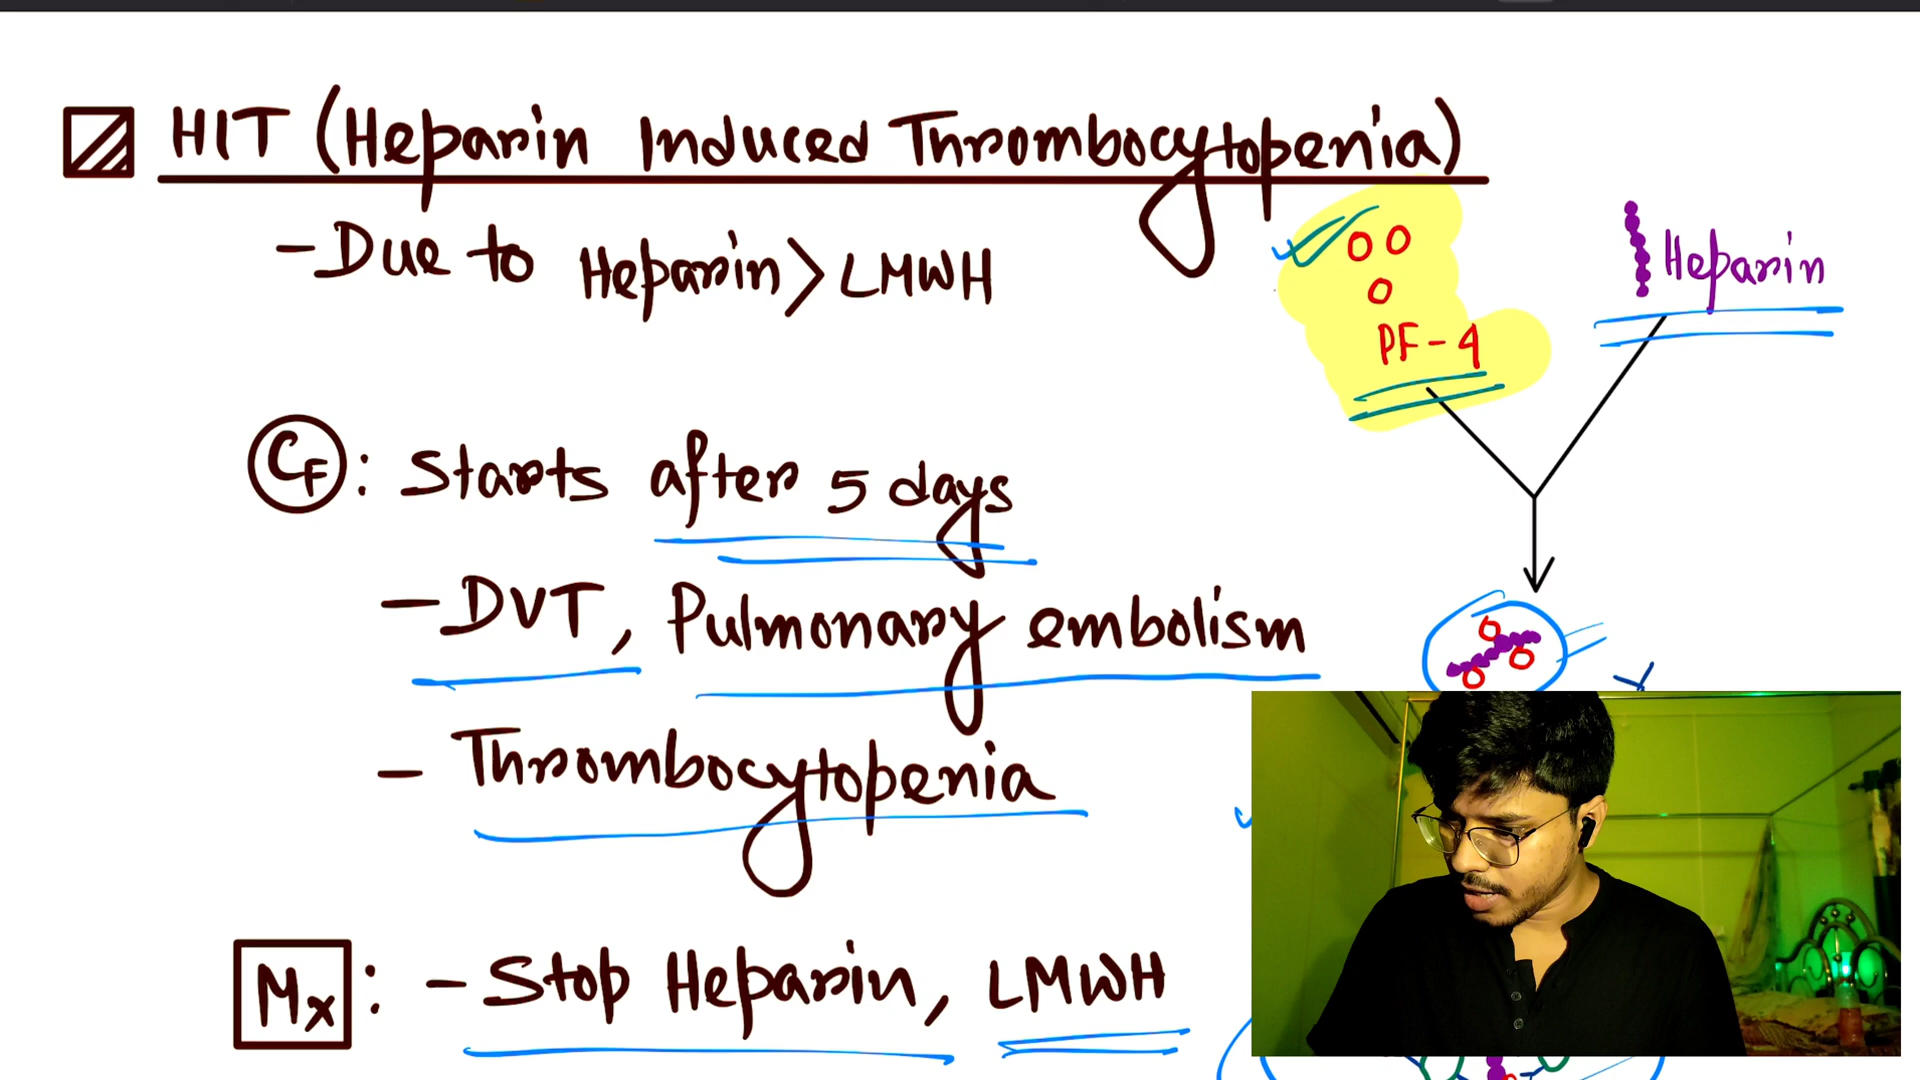 HIT (Heparin Induced Thrombocytopenia)
- Due to Heparin > LMWH
PF-4
Heparin
CF: Starts after 5 days
- DVT, Pulmonary embolism
- Thrombocytopenia
Mx: - Stop Heparin, LMWH